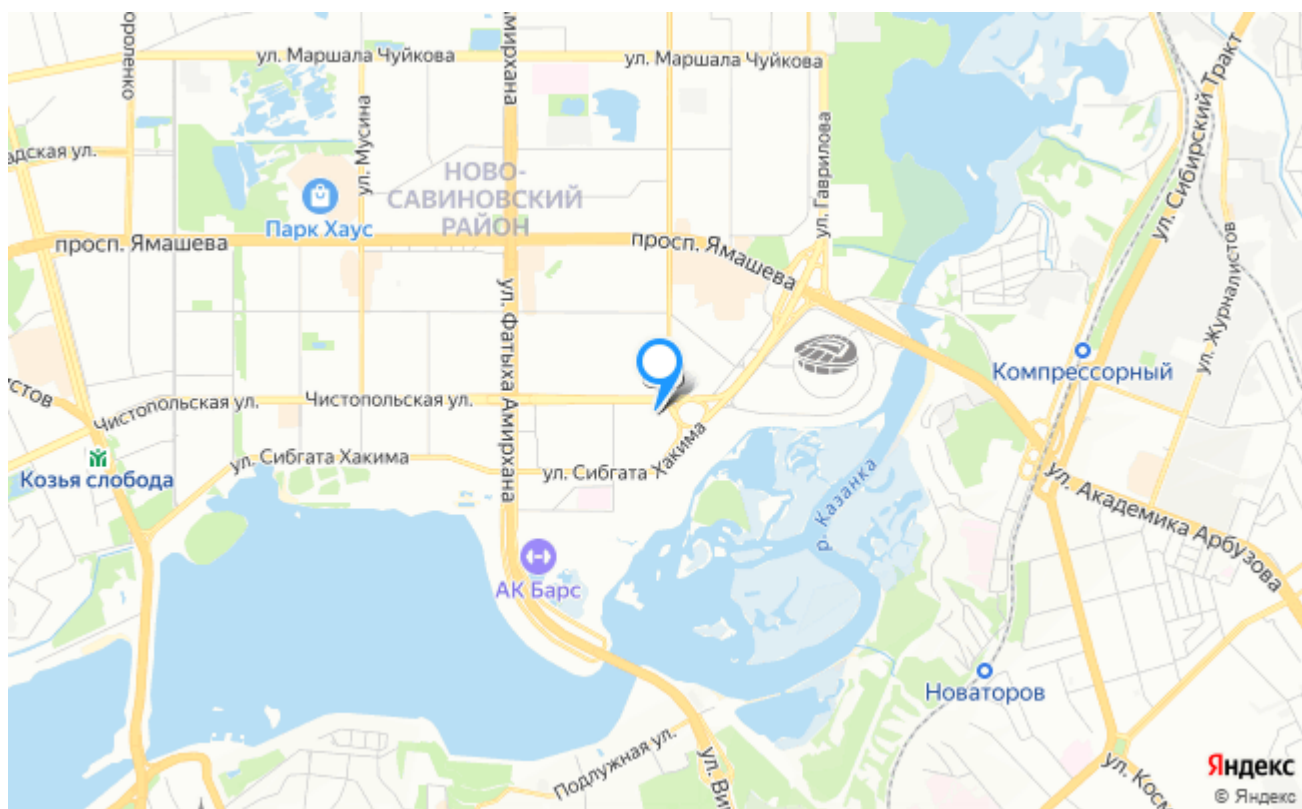 ороленко
ул. Маршала Чуйкова
Амирхана
ул. Маршала Чуйкова
ул. Сибирский Тракт
адская ул.
ул. Мусина
ул. Гаврилова
НОВО-
САВИНОВСКИЙ
РАЙОН
Парк Хаус
просп. Ямашева
просп. Ямашева
ул. Журналистов
ул. Фатыха Амирхана
Компрессорный
истов
Чистопольская ул.
Чистопольская ул.
ул. Сибгата Хакима
ул. Сибгата Хакима
Козья слобода
р. Казанка
ул. Академика Арбузова
АК Барс
Новаторов
Подлужная ул.
ул. Ви
ул. Косм
Яндекс
© Яндекс